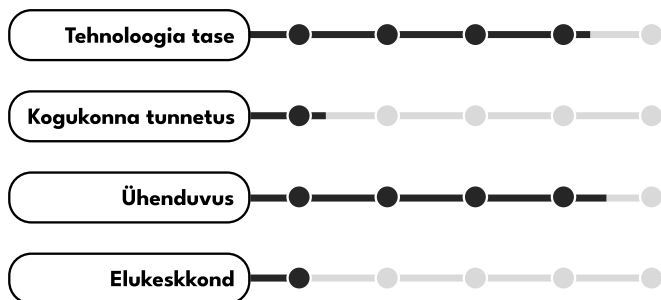 Tehnoloogia tase
Kogukonna tunnetus
Ühenduvus
Elukeskkond